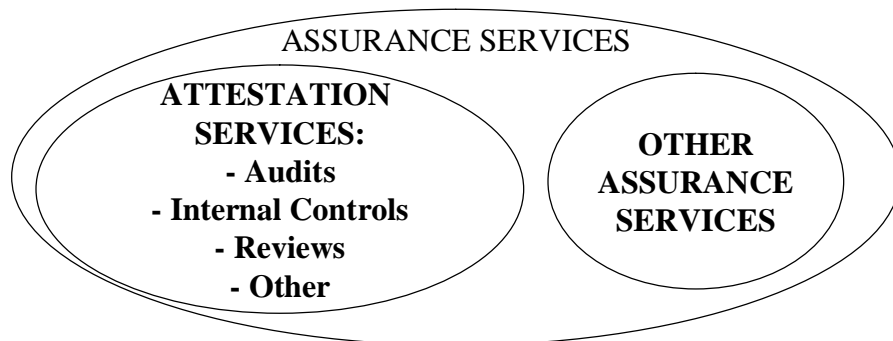 ASSURANCE SERVICES
ATTESTATION
SERVICES:
- Audits
- Internal Controls
- Reviews
- Other
OTHER
ASSURANCE
SERVICES